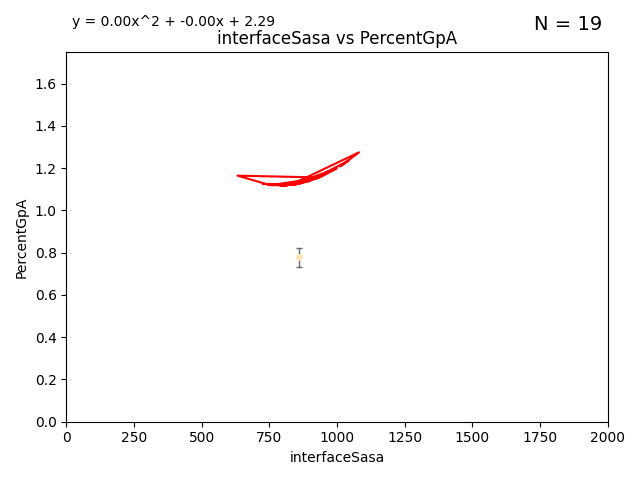 y = 0.00x^2 + -0.00x + 2.29
N = 19
interfaceSasa vs PercentGpA
PercentGpA
1.6
1.4
1.2
1.0
0.8
0.6
0.4
0.2
0.0
0 250 500 750 1000 1250 1500 1750 2000
interfaceSasa